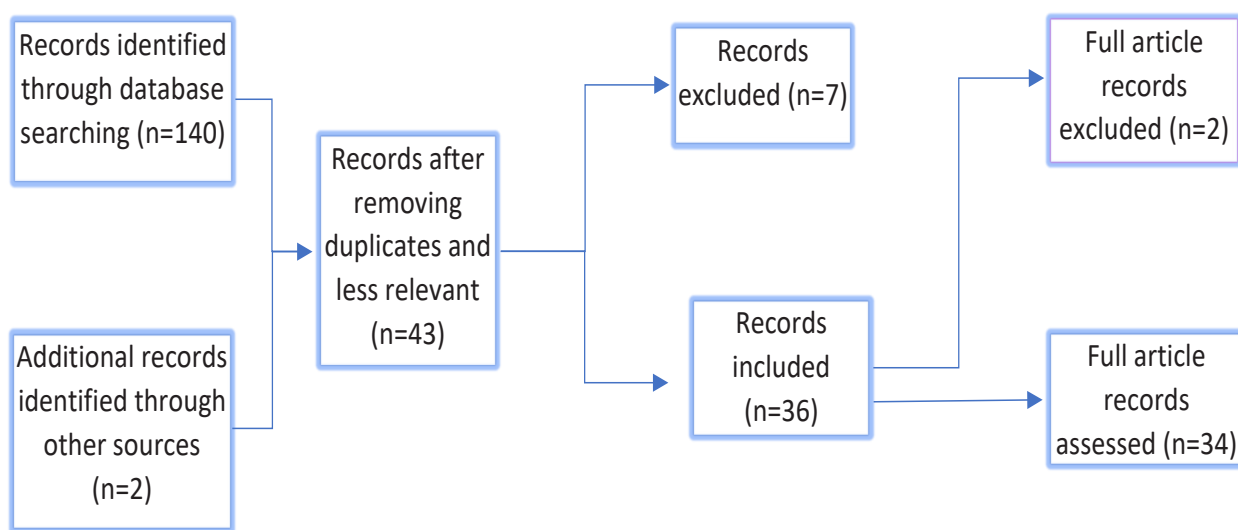 Records identified
through database
searching (n=140)
Additional records
identified through
other sources
(n=2)
Records after
removing
duplicates and
less relevant
(n=43)
Records
excluded (n=7)
Records
included
(n=36)
Full article
records
excluded (n=2)
Full article
records
assessed (n=34)